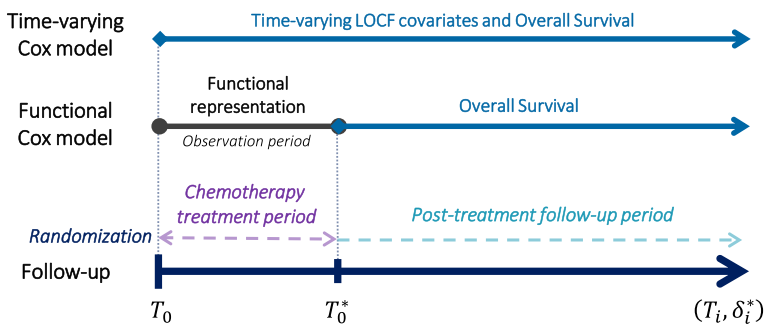 Time-varying
Cox model
Time-varying LOCF covariates and Overall Survival
Functional
Cox model
Functional
representation
Observation period
Overall Survival
Chemotherapy
treatment period
Post-treatment follow-up period
Randomization
Follow-up
T₀
T₀*
(Tᵢ, δᵢ*)